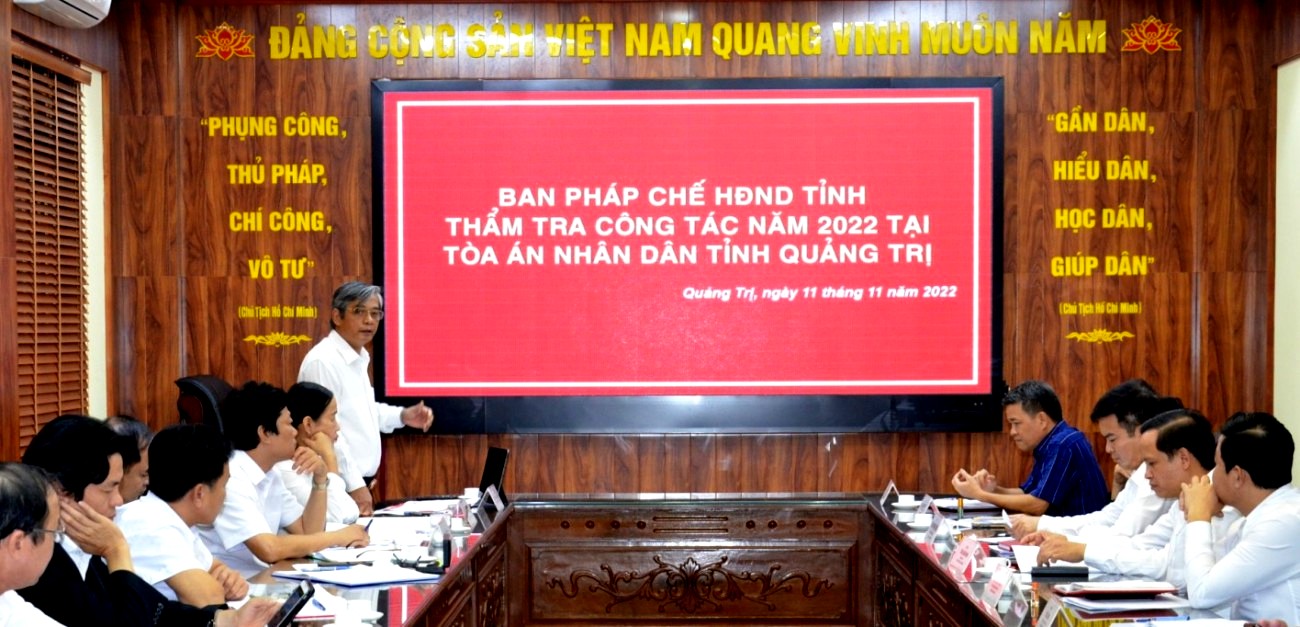 ĐẢNG CỘNG SẢN VIỆT NAM QUANG VINH MUÔN NĂM
“PHỤNG CÔNG,
THỦ PHÁP,
CHÍ CÔNG,
VÔ TƯ”
(Chủ Tịch Hồ Chí Minh)
BAN PHÁP CHẾ HĐND TỈNH
THẨM TRA CÔNG TÁC NĂM 2022 TẠI
TÒA ÁN NHÂN DÂN TỈNH QUẢNG TRỊ
Quảng Trị, ngày 11 tháng 11 năm 2022
“GẦN DÂN,
HIỂU DÂN,
HỌC DÂN,
GIÚP DÂN”
(Chủ Tịch Hồ Chí Minh)